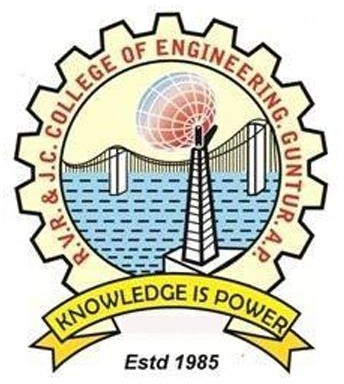 R.V.R. & J.C. COLLEGE OF ENGINEERING GUNTUR. A.P.
KNOWLEDGE IS POWER
Estd 1985